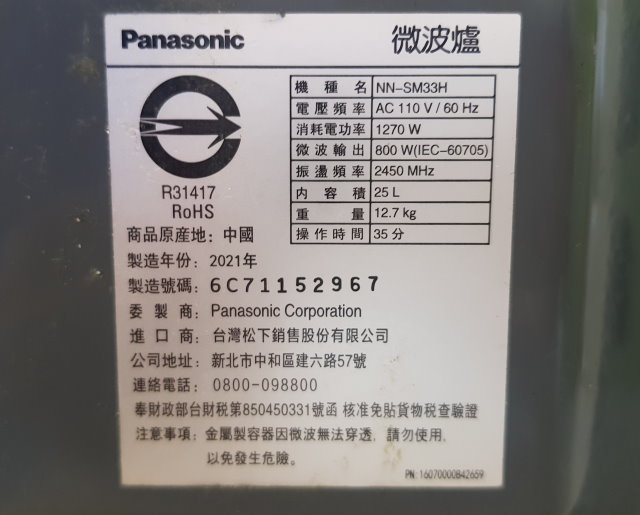 Panasonic 微波爐
機種名 NN-SM33H
電壓頻率 AC 110 V / 60 Hz
消耗電功率 1270 W
微波輸出 800 W(IEC-60705)
振盪頻率 2450 MHz
內容積 25 L
重量 12.7 kg
操作時間 35 分
R31417
RoHS
商品原產地: 中國
製造年份: 2021年
製造號碼: 6C71152967
委製商: Panasonic Corporation
進口商: 台灣松下銷售股份有限公司
公司地址: 新北市中和區建六路57號
連絡電話: 0800-098800
奉財政部台財稅第850450331號函 核准免貼貨物稅查驗證
注意事項: 金屬製容器因微波無法穿透, 請勿使用,
以免發生危險。
PN:16070000B42659